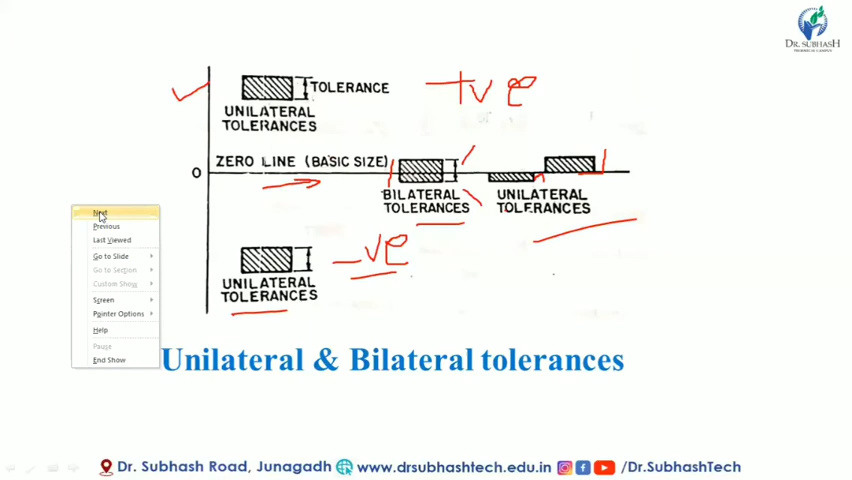 DR. SUBHASH
TOLERANCE
+ve
UNILATERAL
TOLERANCES
ZERO LINE (BASIC SIZE)
0
BILATERAL
TOLERANCES
UNILATERAL
TOLERANCES
Next
Previous
Last Viewed
Go to Slide
Go to Section
Custom Show
Screen
Pointer Options
Help
Pause
End Show
-ve
UNILATERAL
TOLERANCES
Unilateral & Bilateral tolerances
Dr. Subhash Road, Junagadh www.drsubhashtech.edu.in /Dr.SubhashTech